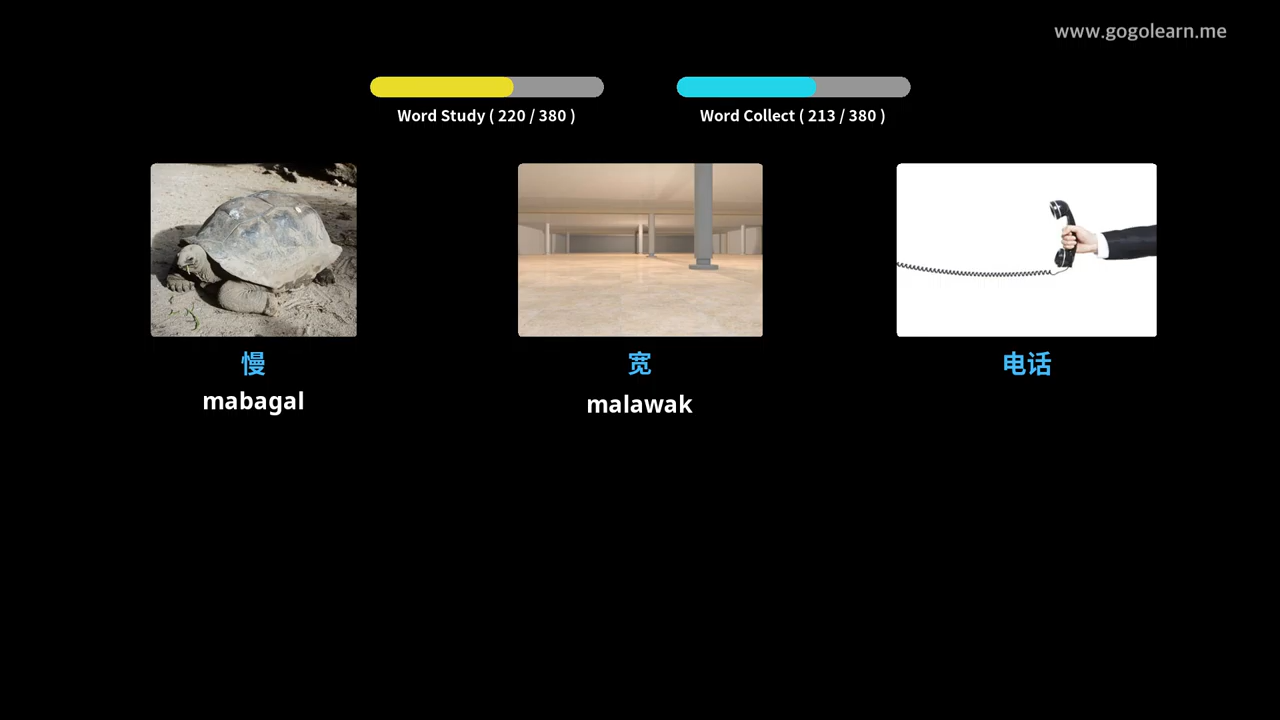 www.gogolearn.me
Word Study ( 220 / 380 )
Word Collect ( 213 / 380 )
慢
mabagal
宽
malawak
电话